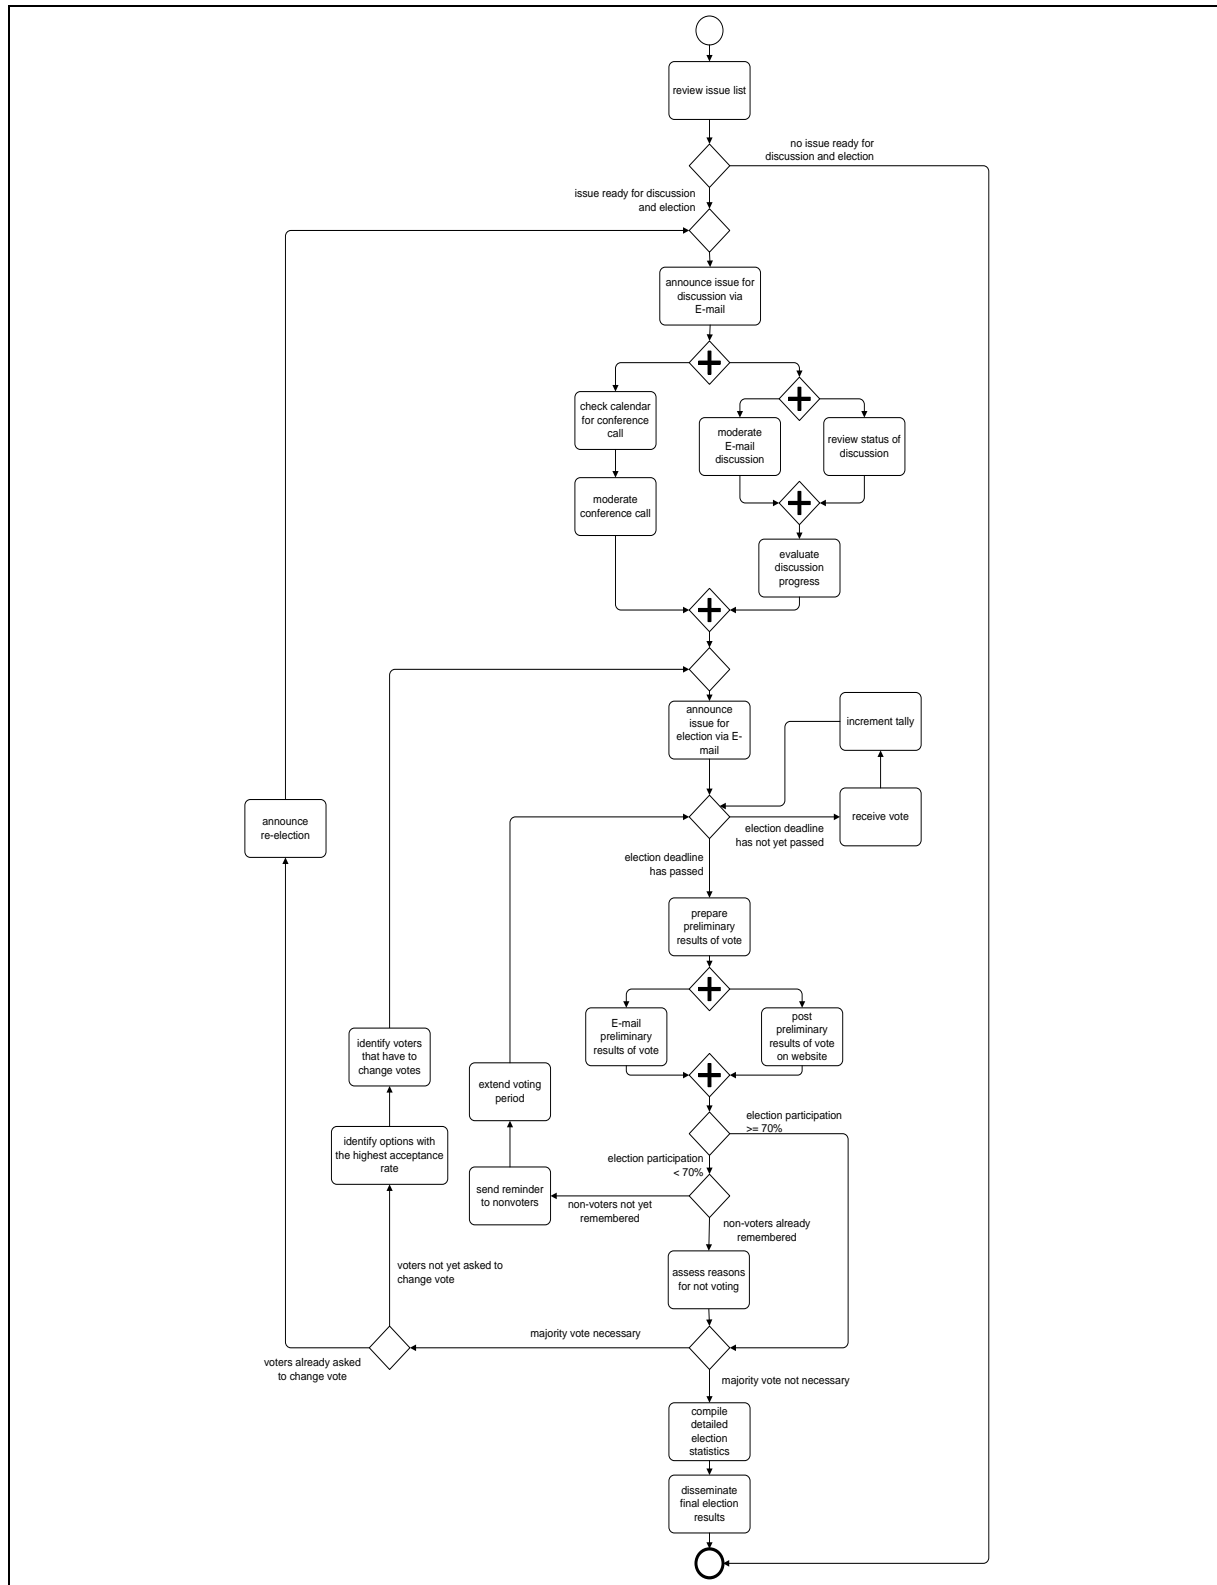 review issue list
no issue ready for
discussion and election
issue ready for discussion
and election
announce issue for
discussion via
E-mail
check calendar
for conference
call
moderate
E-mail
discussion
review status of
discussion
moderate
conference call
evaluate
discussion
progress
announce
issue for
election via E-
mail
increment tally
receive vote
election deadline
has not yet passed
announce
re-election
election deadline
has passed
prepare
preliminary
results of vote
E-mail
preliminary
results of vote
post
preliminary
results of vote
on website
identify voters
that have to
change votes
extend voting
period
election participation
>= 70%
identify options with
the highest acceptance
rate
election participation
< 70%
send reminder
to nonvoters
non-voters not yet
remembered
non-voters already
remembered
assess reasons
for not voting
voters not yet asked to
change vote
majority vote necessary
voters already asked
to change vote
majority vote not necessary
compile
detailed
election
statistics
disseminate
final election
results